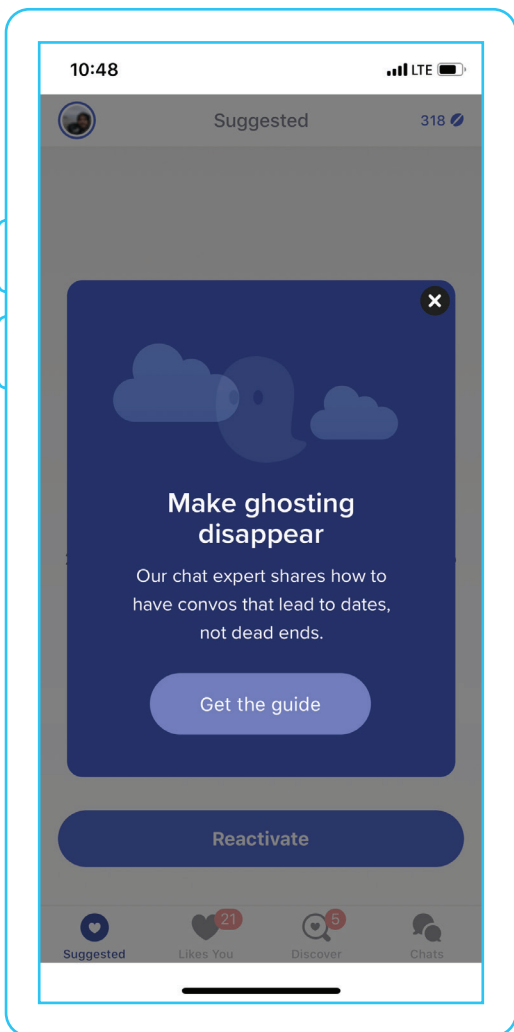 10:48
LTE
Suggested
318
Make ghosting
disappear
Our chat expert shares how to
have convos that lead to dates,
not dead ends.
Get the guide
Reactivate
21
5
Suggested
Likes You
Discover
Chats